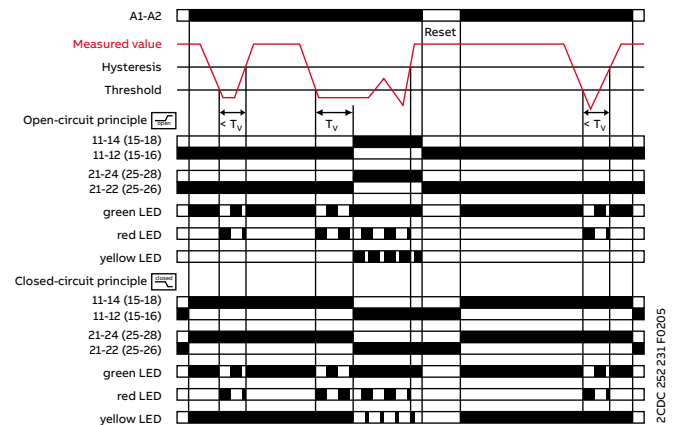 A1-A2
Reset
Measured value
Hysteresis
Threshold
< Tv
Tv
< Tv
Open-circuit principle open
11-14 (15-18)
11-12 (15-16)
21-24 (25-28)
21-22 (25-26)
green LED
red LED
yellow LED
Closed-circuit principle closed
11-14 (15-18)
11-12 (15-16)
21-24 (25-28)
21-22 (25-26)
green LED
red LED
yellow LED
2CDC 252 231 F0205